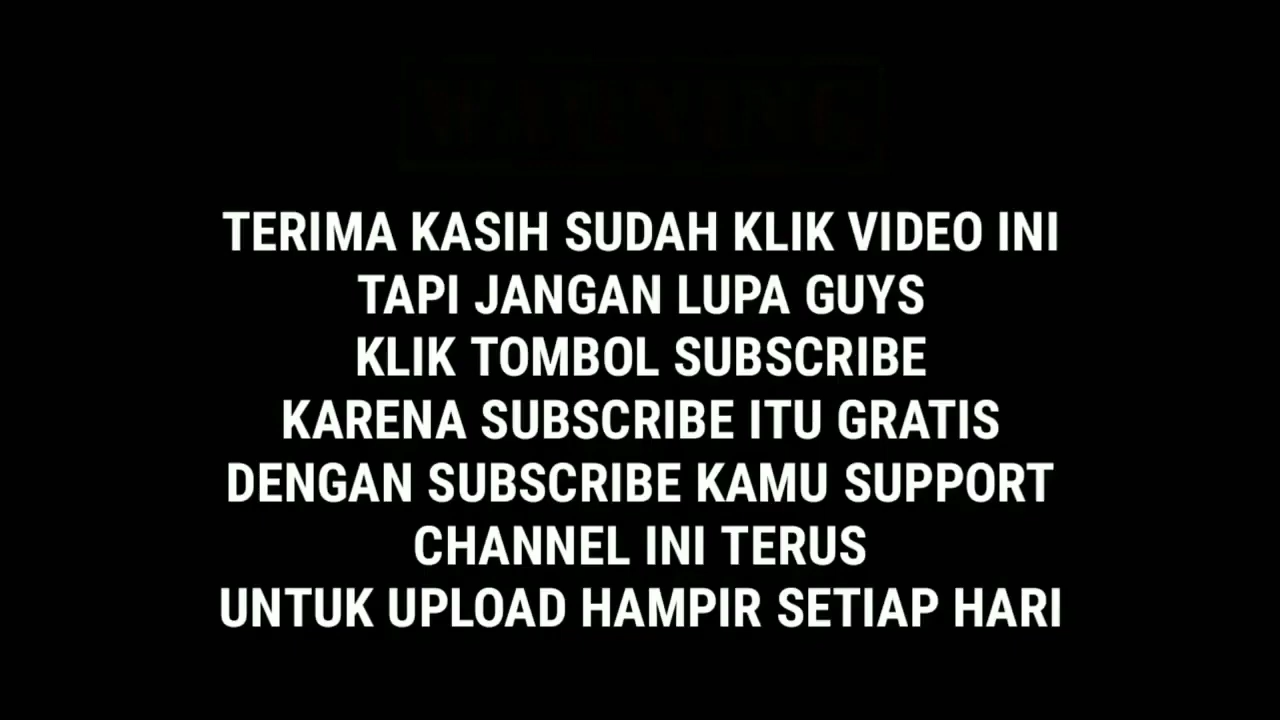 WARNING
TERIMA KASIH SUDAH KLIK VIDEO INI
TAPI JANGAN LUPA GUYS
KLIK TOMBOL SUBSCRIBE
KARENA SUBSCRIBE ITU GRATIS
DENGAN SUBSCRIBE KAMU SUPPORT
CHANNEL INI TERUS
UNTUK UPLOAD HAMPIR SETIAP HARI